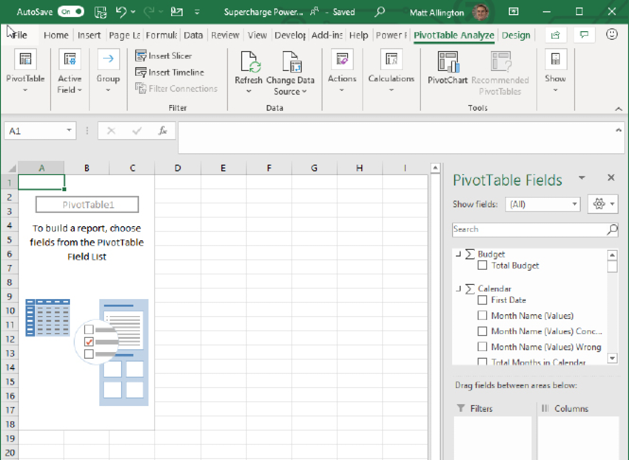 AutoSave On Supercharge Power... - Saved Matt Allington
File Home Insert Page La Formula Data Review View Develo Add-in: Help Power F PivotTable Analyze Design
PivotTable Active Field Group Insert Slicer Insert Timeline Filter Connections Refresh Change Data Source Actions Calculations PivotChart Recommended PivotTables Show
Filter Data Tools
A1 fx
A B C D E F G H I
1
2
3
4
5
6
7
8
9
10
11
12
13
14
15
16
17
18
19
20
PivotTable1
To build a report, choose
fields from the PivotTable
Field List
PivotTable Fields
Show fields: (All)
Search
Σ Budget
Total Budget
Σ Calendar
First Date
Month Name (Values)
Month Name (Values) Conc...
Month Name (Values) Wrong
Total Months in Calendar
Drag fields between areas below:
Filters Columns